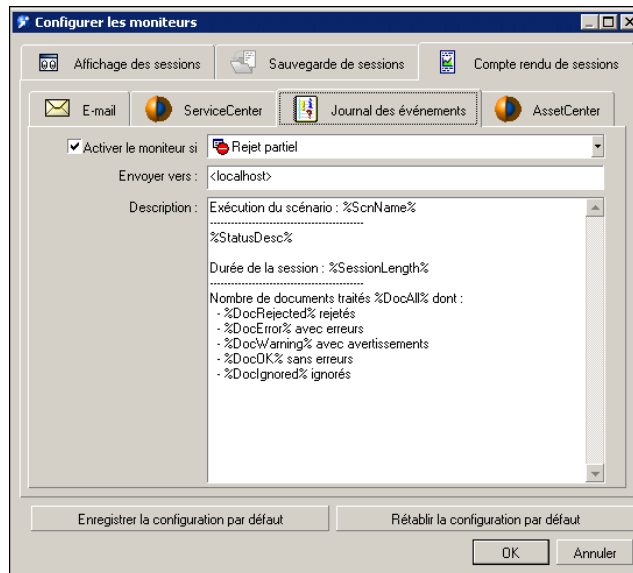 Configurer les moniteurs
Affichage des sessions
Sauvegarde de sessions
Compte rendu de sessions
E-mail
ServiceCenter
Journal des événements
AssetCenter
Activer le moniteur si
Rejet partiel
Envoyer vers :
<localhost>
Description :
Exécution du scénario : %ScnName%
--------------------------------------------
%StatusDesc%
Durée de la session : %SessionLength%
--------------------------------------------
Nombre de documents traités %DocAll% dont :
- %DocRejected% rejetés
- %DocError% avec erreurs
- %DocWarning% avec avertissements
- %DocOK% sans erreurs
- %DocIgnored% ignorés
Enregistrer la configuration par défaut
Rétablir la configuration par défaut
OK
Annuler